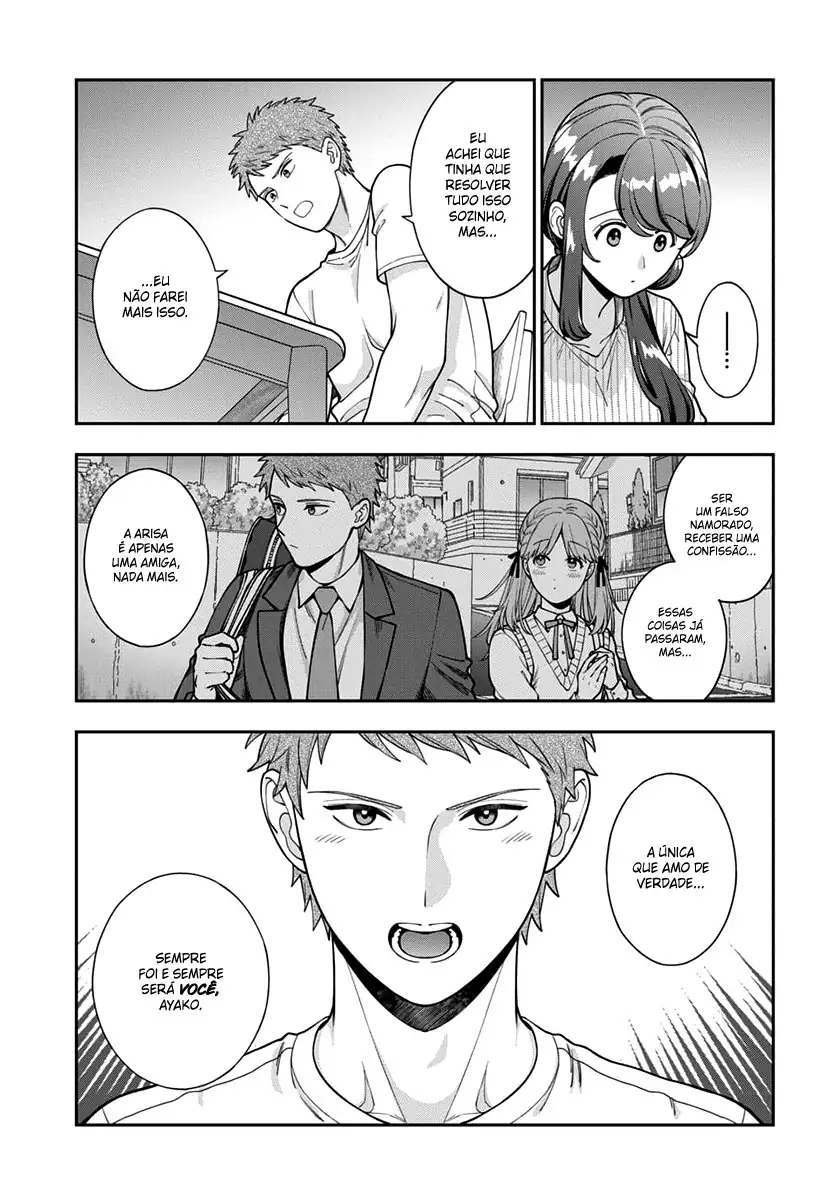 EU
ACHEI QUE
TINHA QUE
RESOLVER
TUDO ISSO
SOZINHO,
MAS...
...EU
NÃO FAREI
MAIS ISSO.
SER
UM FALSO
NAMORADO,
RECEBER UMA
CONFISSÃO...
ESSAS
COISAS JÁ
PASSARAM,
MAS...
A ARISA
É APENAS
UMA AMIGA,
NADA MAIS.
A ÚNICA
QUE AMO DE
VERDADE...
SEMPRE
FOI E SEMPRE
SERÁ VOCÊ,
AYAKO.